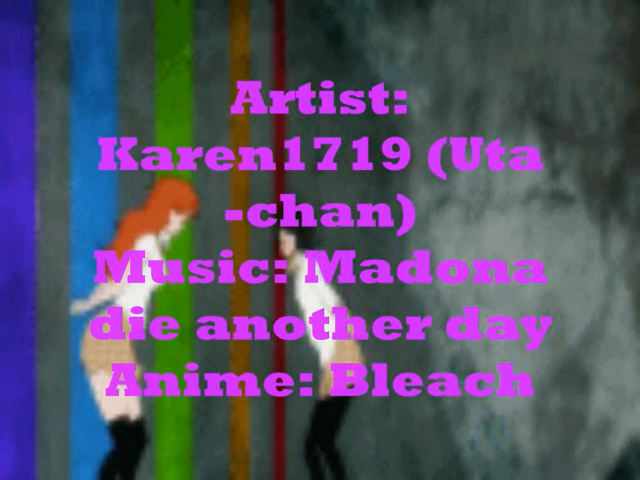 Artist:
Karen1719 (Uta
-chan)
Music: Madona
die another day
Anime: Bleach